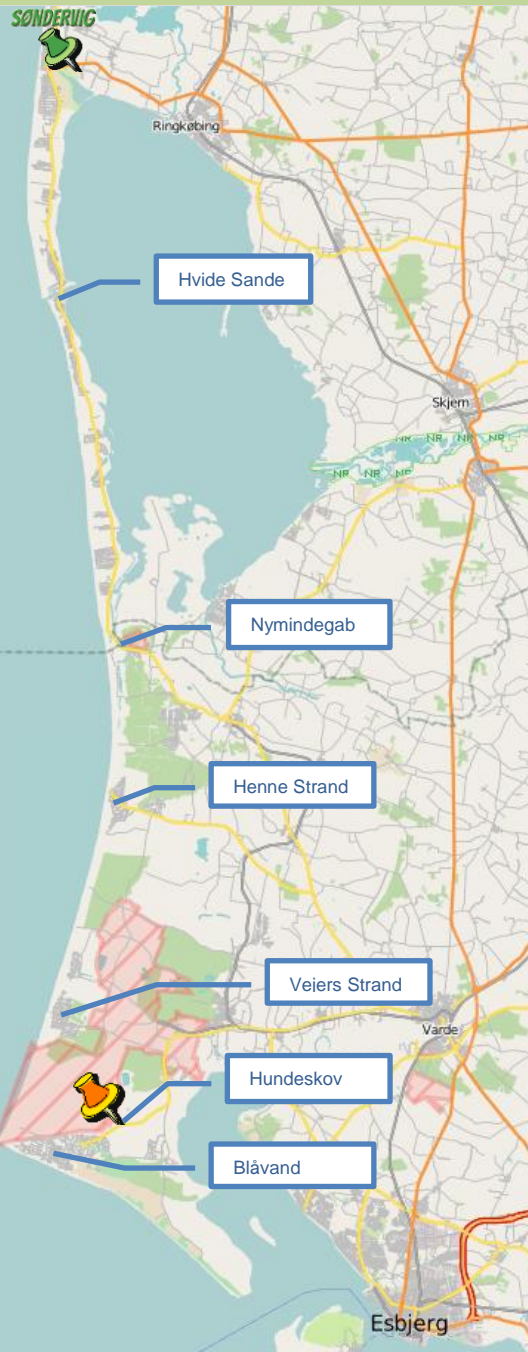 SØNDERVIG
Ringkøbing
Hvide Sande
Skjern
NR NR NR NR
NR NR
Nymindegab
Henne Strand
Veiers Strand
Varde
Hundeskov
Blåvand
Esbjerg